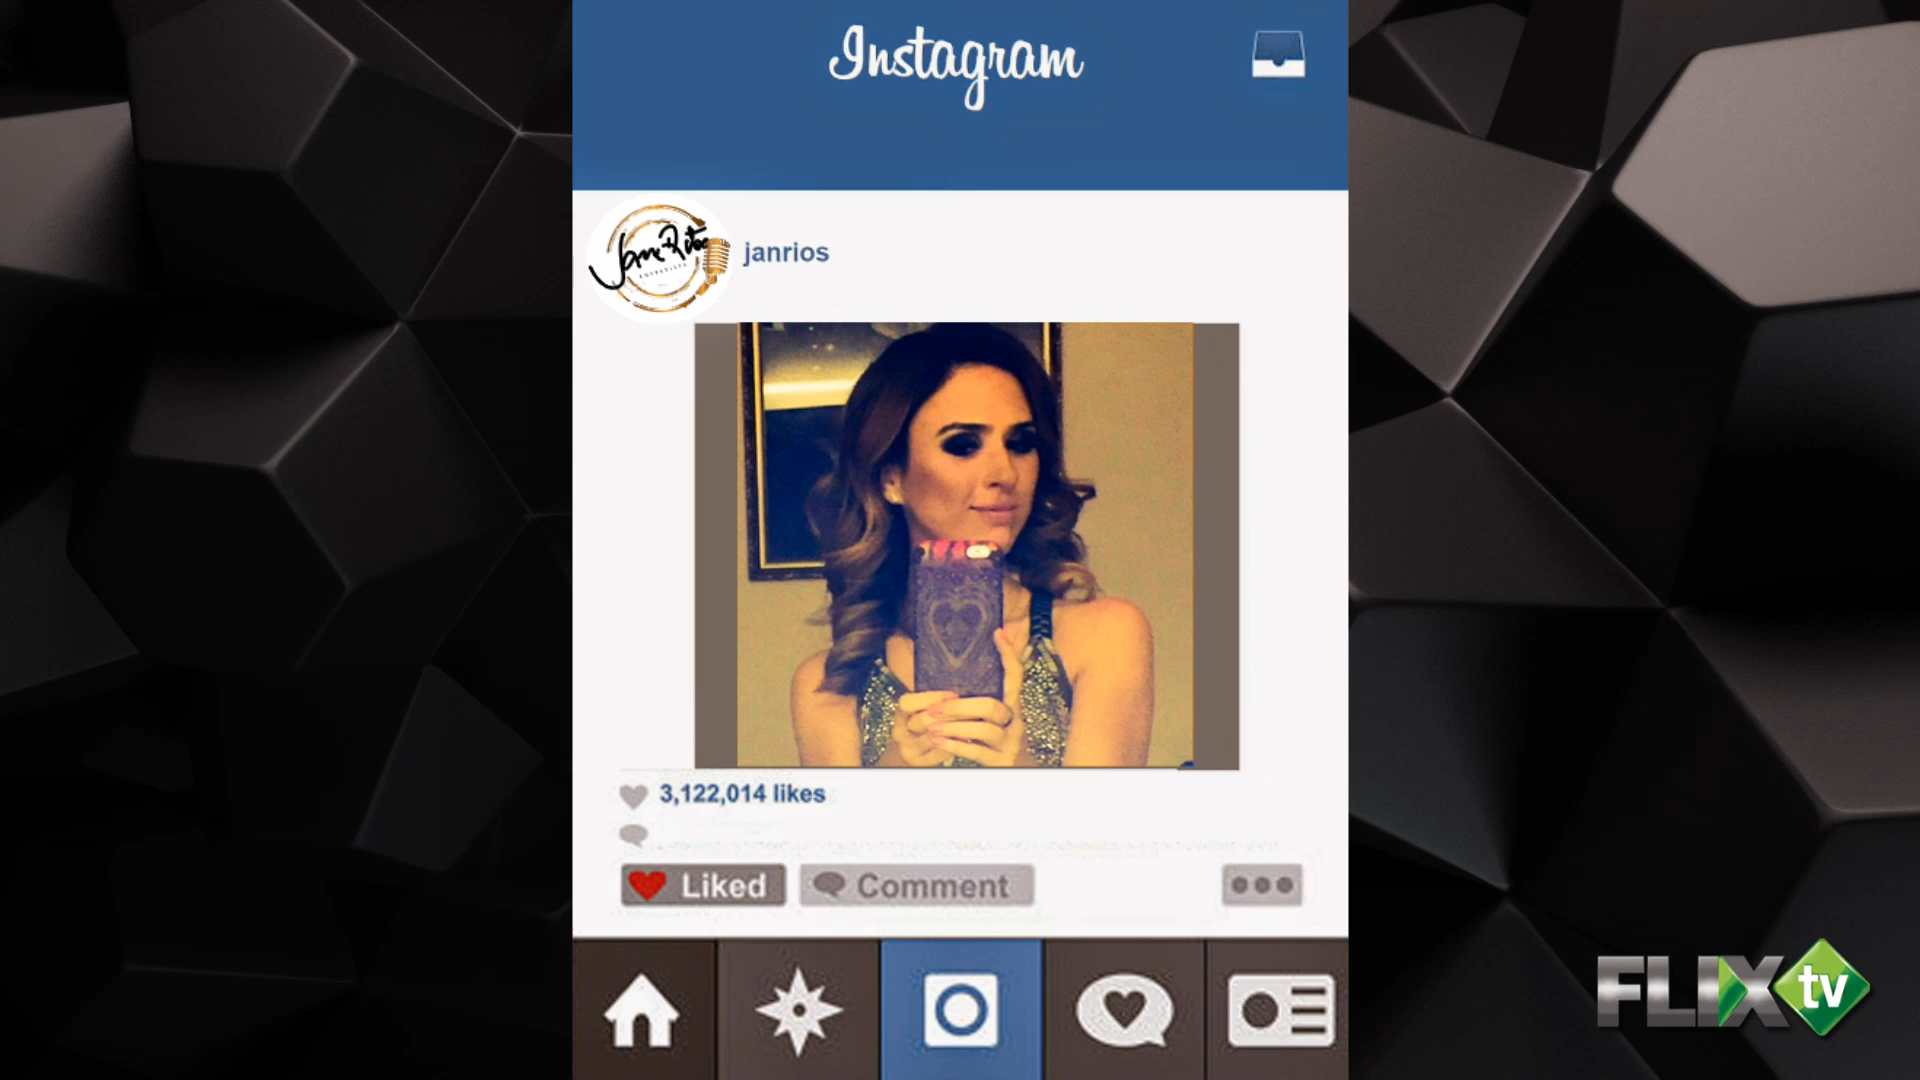 Instagram
janrios
3,122,014 likes
Liked
Comment
FLIX tv